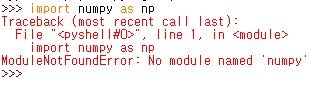 >>> import numpy as np
Traceback (most recent call last):
  File "<pyshell#0>", line 1, in <module>
    import numpy as np
ModuleNotFoundError: No module named 'numpy'
>>>